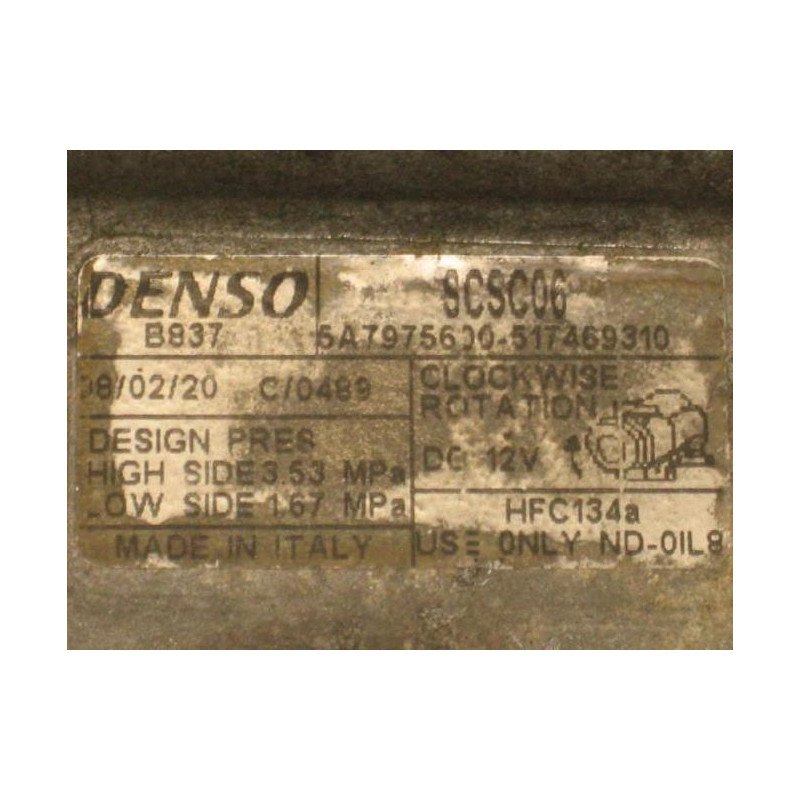 DENSO
SCSC06
B837
5A7975600-517469310
08/02/20 C/0489
CLOCKWISE
ROTATION
DC 12V
DESIGN PRES
HIGH SIDE 3.53 MPa
LOW SIDE 1.67 MPa
HFC134a
MADE IN ITALY
USE ONLY ND-OIL8